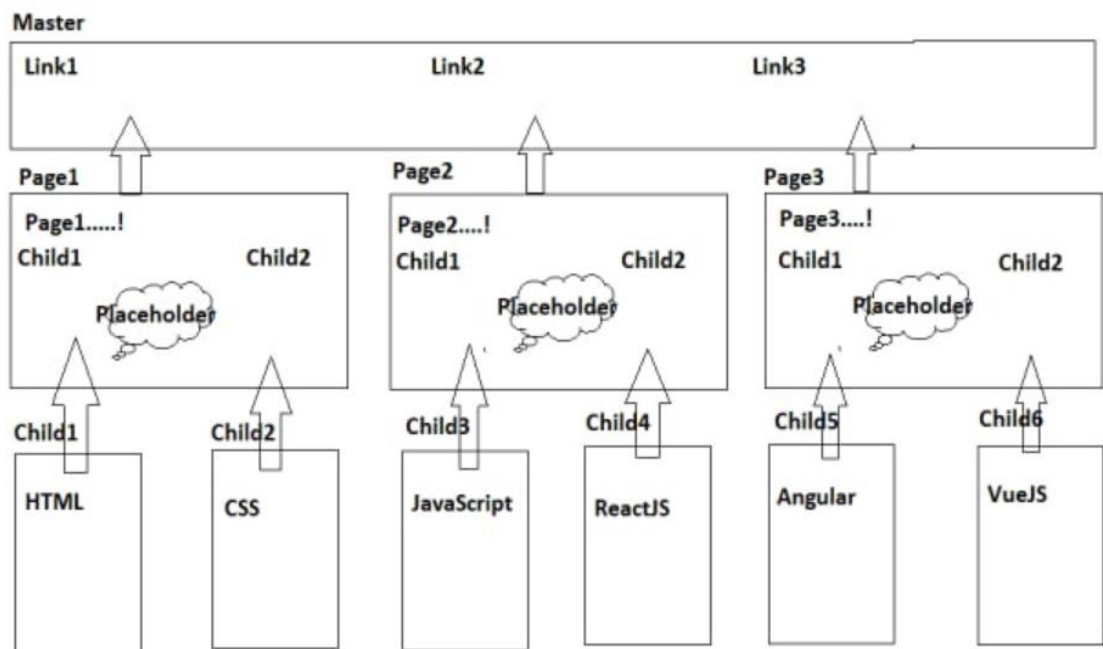 Master
Link1 Link2 Link3
Page1 Page2 Page3
Page1.....! Page2....! Page3....!
Child1 Child2 Child1 Child2 Child1 Child2
Placeholder Placeholder Placeholder
Child1 Child2 Child3 Child4 Child5 Child6
HTML CSS JavaScript ReactJS Angular VueJS